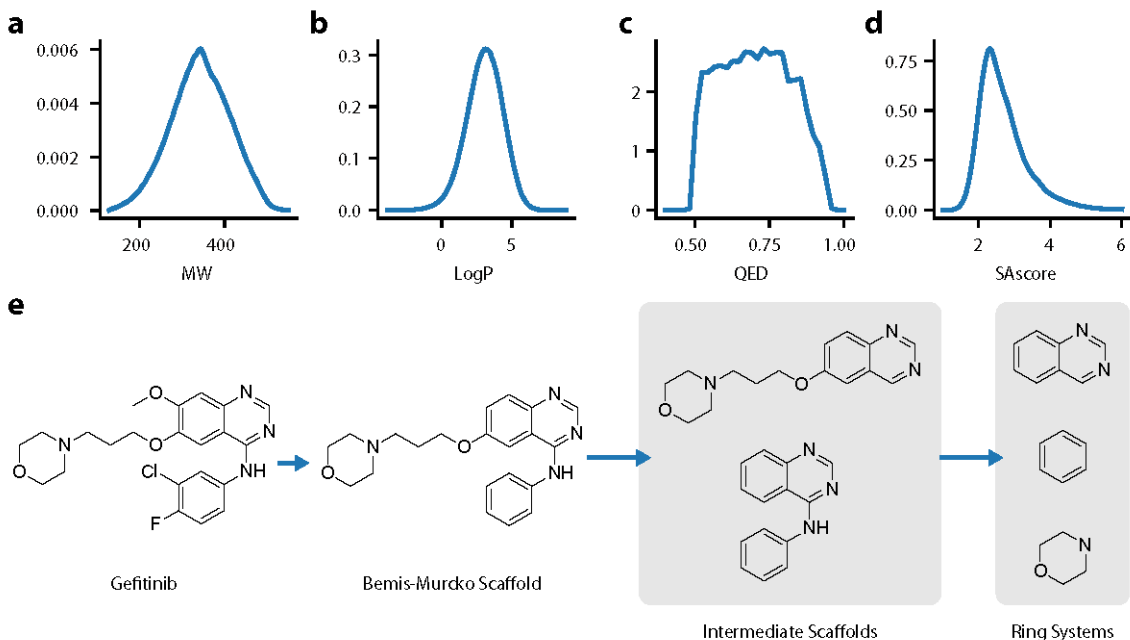 a
0.006
0.004
0.002
0.000
200 400
MW
b
0.3
0.2
0.1
0.0
0 5
LogP
c
2
1
0
0.50 0.75 1.00
QED
d
0.75
0.50
0.25
0.00
2 4 6
SAscore
e
O
N
N
N
O
O
NH
Cl
F
Gefitinib
N
N
N
O
O
NH
Bemis-Murcko Scaffold
N
N
N
O
O
N
N
NH
Intermediate Scaffolds
N
N
N
O
Ring Systems